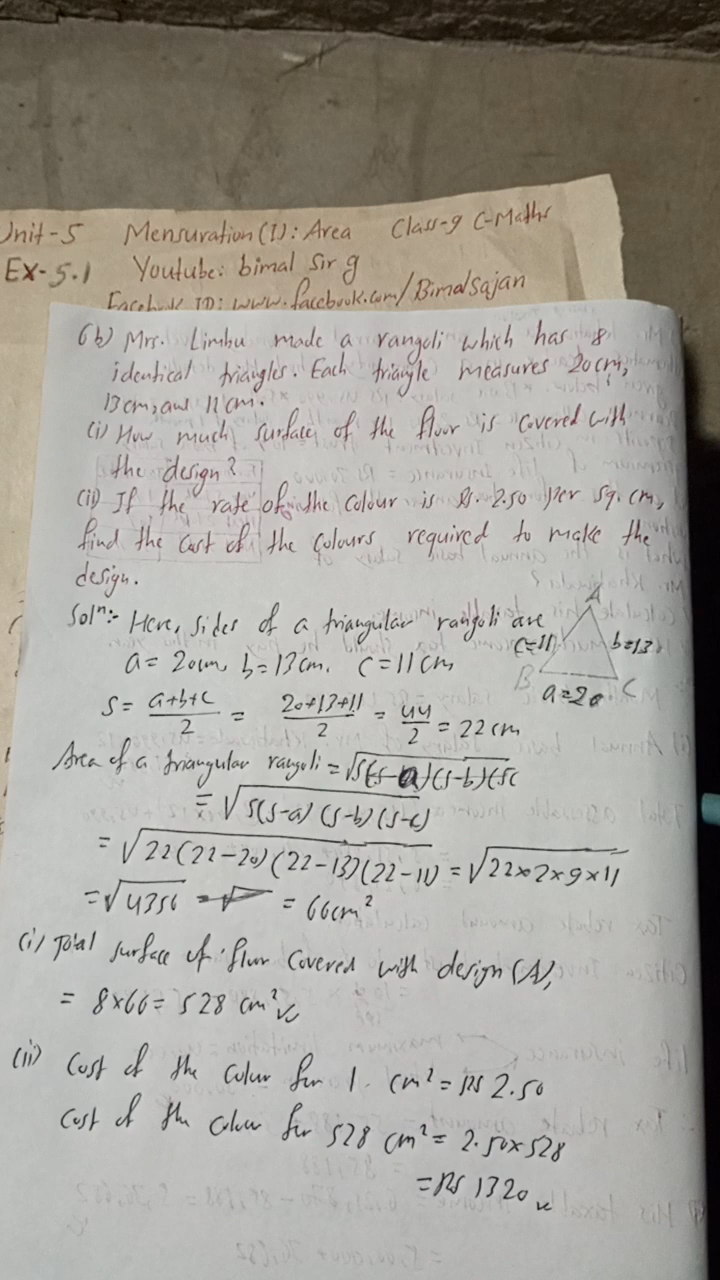 Unit-5 Mensuration(I): Area Class-9 C-Maths
EX-5.1 Youtube: bimal Sir g
Facebook ID: www.facebook.com/BimalSajan
6b) Mrs. Limbu made a rangoli which has 8
identical triangles. Each triangle measures 20cm,
13cm, and 11cm.
(i) How much surface of the floor is covered with
the design?
(ii) If the rate of the colour is Rs. 2.50 per sq. cm,
find the cost of the colours required to make the
design.
Solⁿ:- Here, sides of a triangular rangoli are
a = 20cm, b = 13cm. c = 11cm
A
c=11 b=13
B C
a=20
S = a+b+c/2 = 20+13+11/2 = 44/2 = 22cm
Area of a triangular rangoli = √S(s-a)(s-b)(sc
= √s(s-a)(s-b)(s-c)
= √22(22-20)(22-13)(22-11) = √22×2×9×11
= √4356 = 66cm²
(i) Total surface of floor covered with design (A),
= 8×66 = 528 cm²
(ii) Cost of the colour for 1 cm² = Rs 2.50
Cost of the colour for 528 cm² = 2.50×528
= Rs 1320